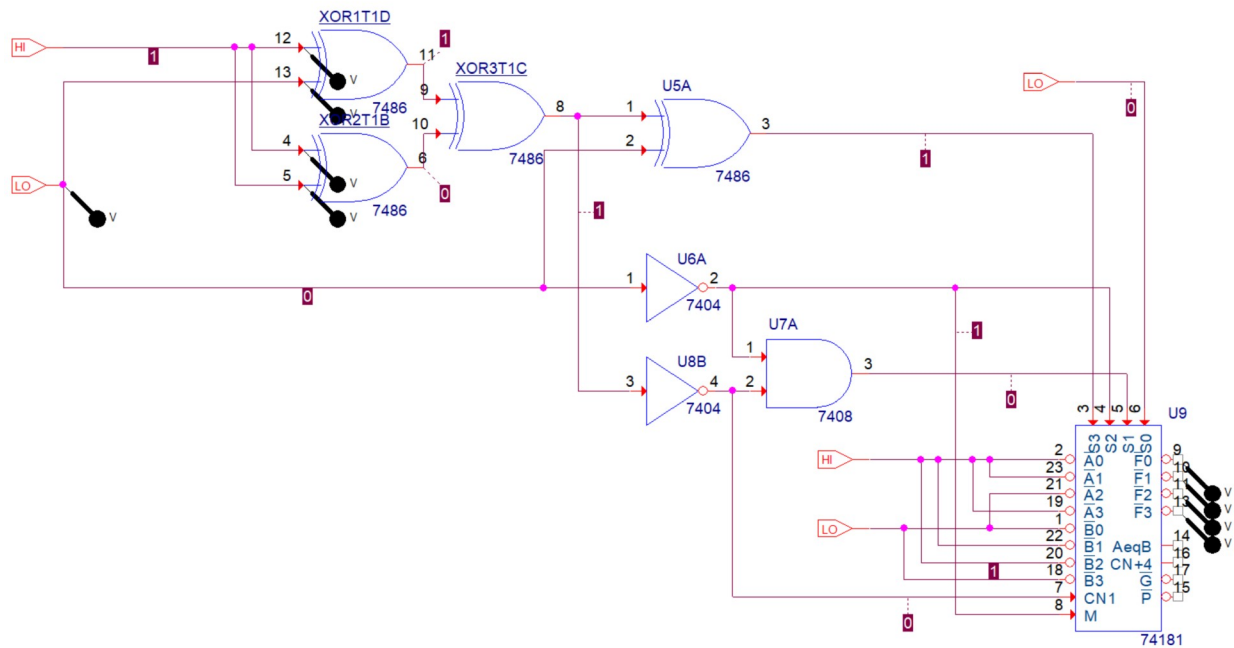 XOR1T1D
HI
1
12
11
1
13
V
XOR3T1C
7486
V
9
8
10
7486
XOR2T1B
4
V
5
6
0
7486
V
LO
V
U5A
1
2
3
7486
1
LO
0
1
0
U6A
1
2
7404
1
U7A
1
2
3
7408
0
U8B
3
4
7404
3
4
5
6
U9
S3
S2
S1
S0
HI
2
A0
F0
9
23
A1
F1
10
21
A2
F2
11
V
19
A3
F3
13
V
LO
1
B0
V
22
B1
AeqB
14
V
20
B2
CN+4
16
1
18
B3
G
17
7
CN1
P
15
0
8
M
74181